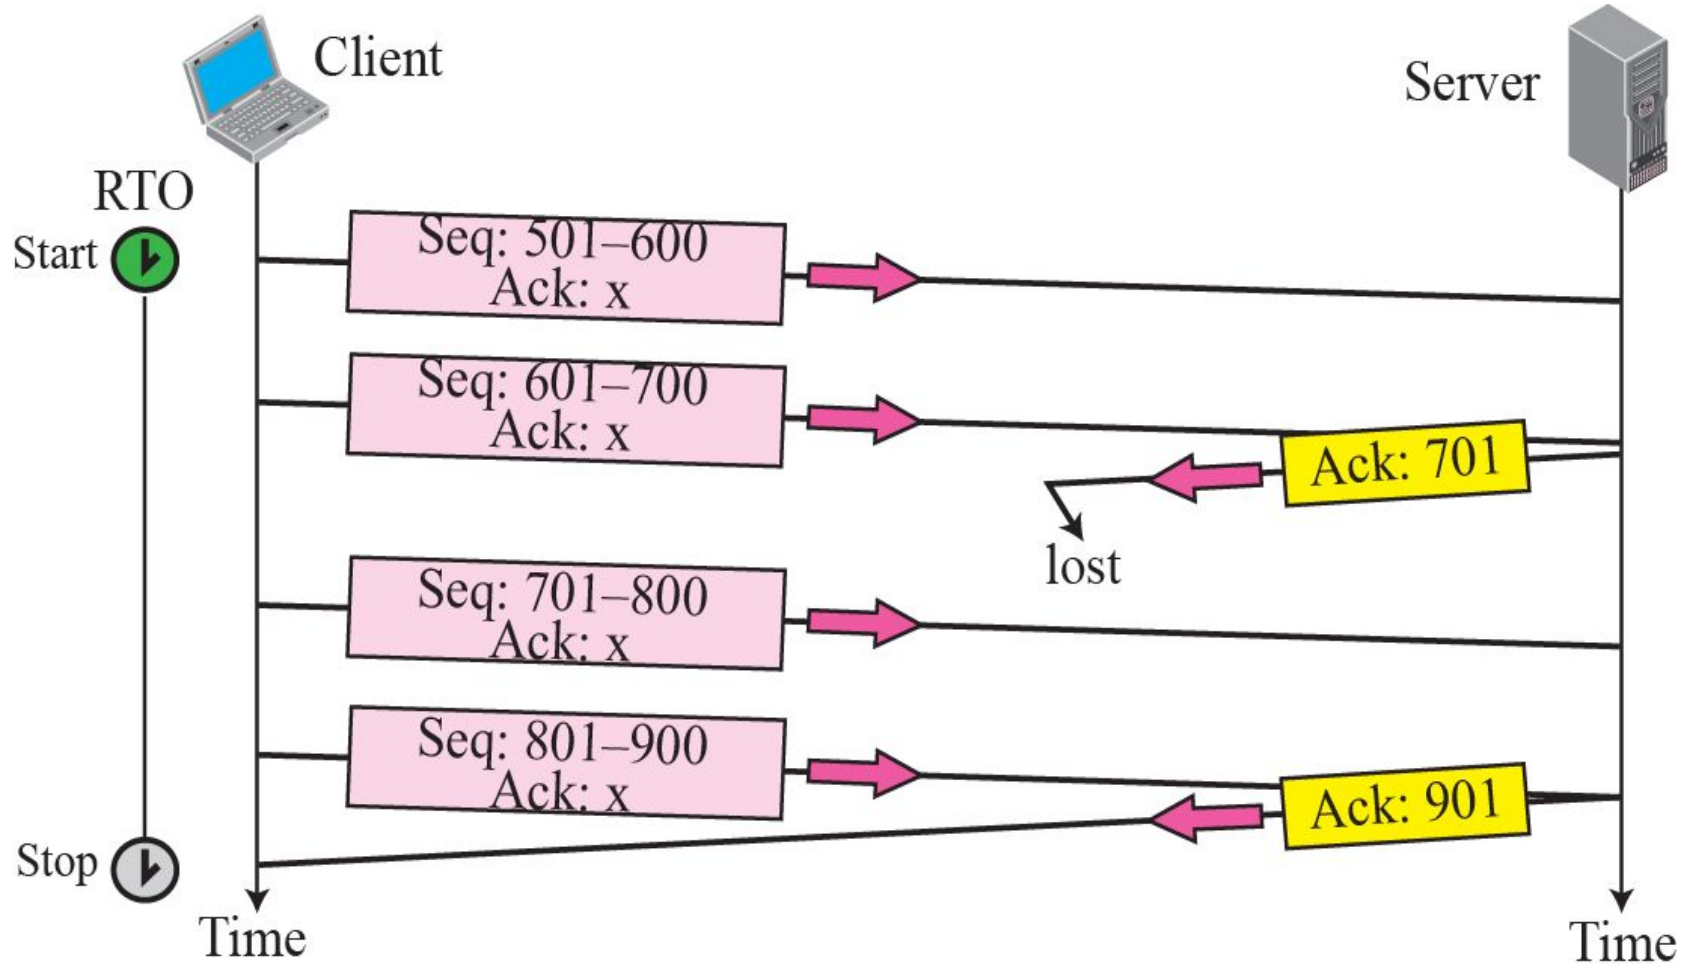 Client
Server
RTO
Start
Seq: 501–600
Ack: x
Seq: 601–700
Ack: x
Ack: 701
lost
Seq: 701–800
Ack: x
Seq: 801–900
Ack: x
Ack: 901
Stop
Time
Time